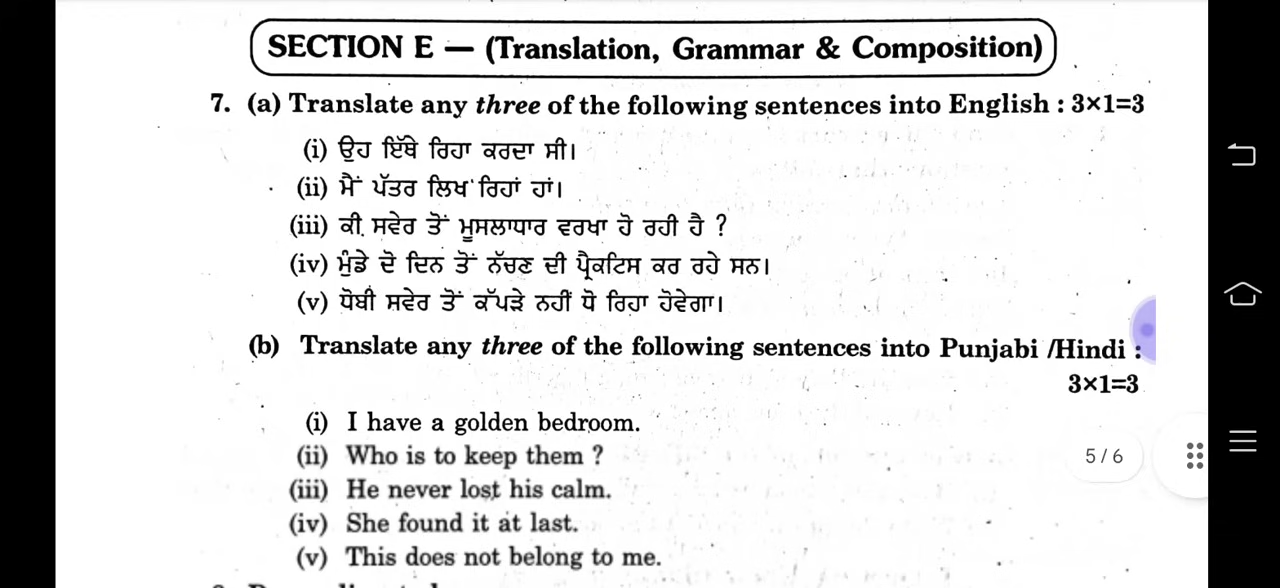 SECTION E — (Translation, Grammar & Composition)
7. (a) Translate any three of the following sentences into English : 3×1=3
(i) ਉਹ ਇੱਥੇ ਰਿਹਾ ਕਰਦਾ ਸੀ।
(ii) ਮੈਂ ਪੱਤਰ ਲਿਖ ਰਿਹਾਂ ਹਾਂ।
(iii) ਕੀ ਸਵੇਰ ਤੋਂ ਮੂਸਲਾਧਾਰ ਵਰਖਾ ਹੋ ਰਹੀ ਹੈ ?
(iv) ਮੁੰਡੇ ਦੋ ਦਿਨ ਤੋਂ ਨੱਚਣ ਦੀ ਪ੍ਰੈਕਟਿਸ ਕਰ ਰਹੇ ਸਨ।
(v) ਧੋਬੀ ਸਵੇਰ ਤੋਂ ਕੱਪੜੇ ਨਹੀਂ ਧੋ ਰਿਹਾ ਹੋਵੇਗਾ।
(b) Translate any three of the following sentences into Punjabi /Hindi :
3×1=3
(i) I have a golden bedroom.
(ii) Who is to keep them ?
5 / 6
(iii) He never lost his calm.
(iv) She found it at last.
(v) This does not belong to me.